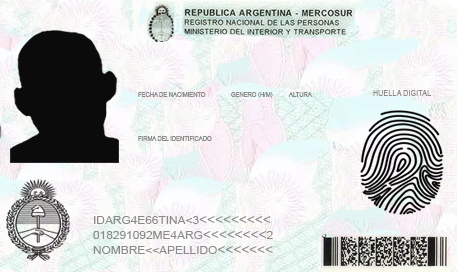 REPUBLICA ARGENTINA - MERCOSUR
REGISTRO NACIONAL DE LAS PERSONAS
MINISTERIO DEL INTERIOR Y TRANSPORTE
FECHA DE NACIMIENTO GENERO (H/M) ALTURA HUELLA DIGITAL
FIRMA DEL IDENTIFICADO
IDARG4E66TINA<3<<<<<<<<<
018291092ME4ARG<<<<<<<<2
NOMBRE<<APELLIDO<<<<<<<